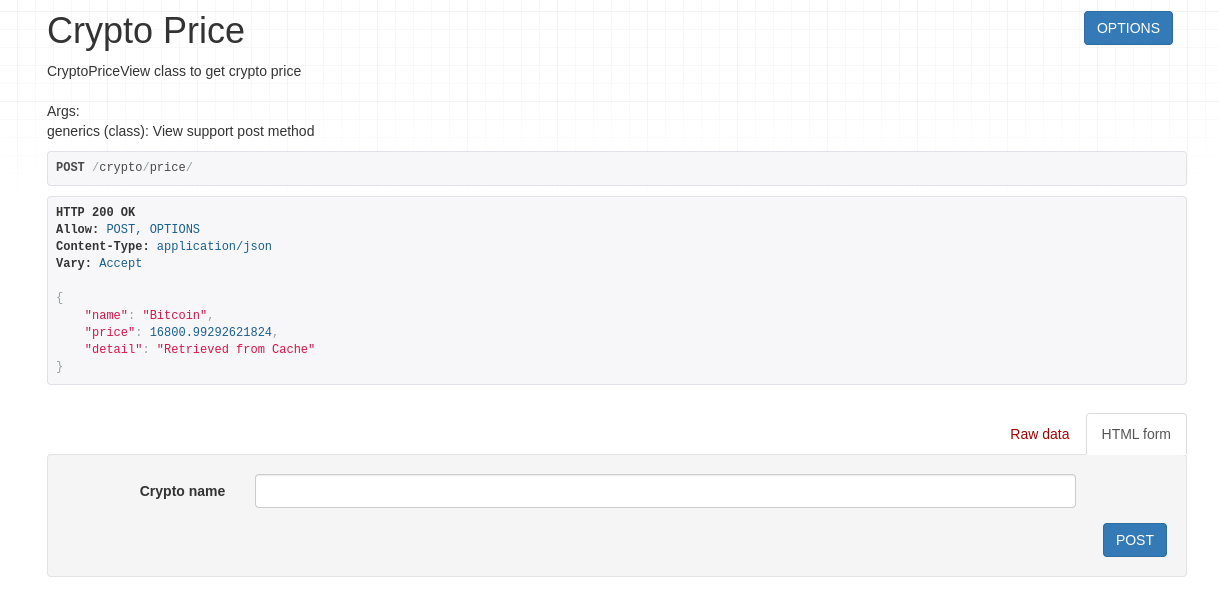 Crypto Price
OPTIONS
CryptoPriceView class to get crypto price
Args:
generics (class): View support post method
POST /crypto/price/
HTTP 200 OK
Allow: POST, OPTIONS
Content-Type: application/json
Vary: Accept
{
    "name": "Bitcoin",
    "price": 16800.99292621824,
    "detail": "Retrieved from Cache"
}
Raw data
HTML form
Crypto name
POST